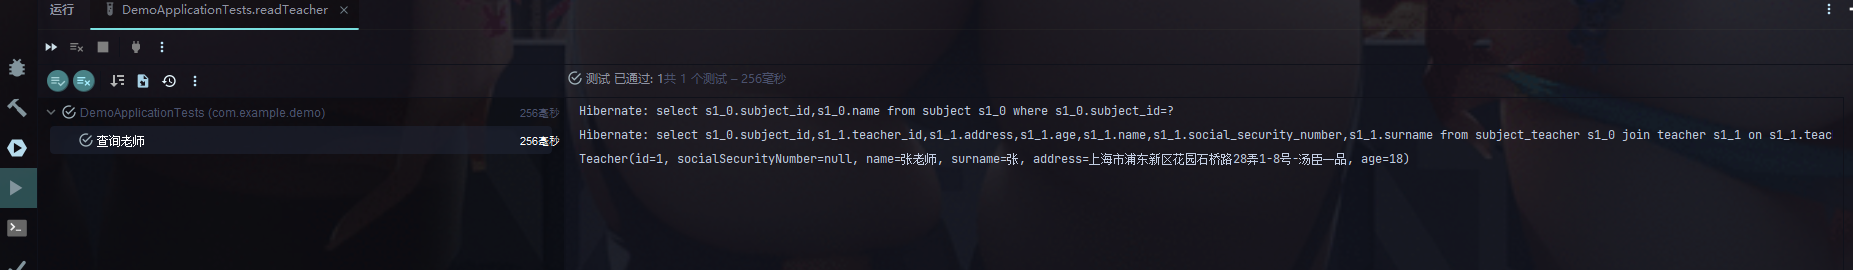 运行 DemoApplicationTests.readTeacher
测试 已通过: 1共 1 个测试 – 256毫秒
DemoApplicationTests (com.example.demo) 256毫秒
查询老师 256毫秒
Hibernate: select s1_0.subject_id,s1_0.name from subject s1_0 where s1_0.subject_id=?
Hibernate: select s1_0.subject_id,s1_1.teacher_id,s1_1.address,s1_1.age,s1_1.name,s1_1.social_security_number,s1_1.surname from subject_teacher s1_0 join teacher s1_1 on s1_1.teac
Teacher(id=1, socialSecurityNumber=null, name=张老师, surname=张, address=上海市浦东新区花园石桥路28弄1-8号-汤臣一品, age=18)